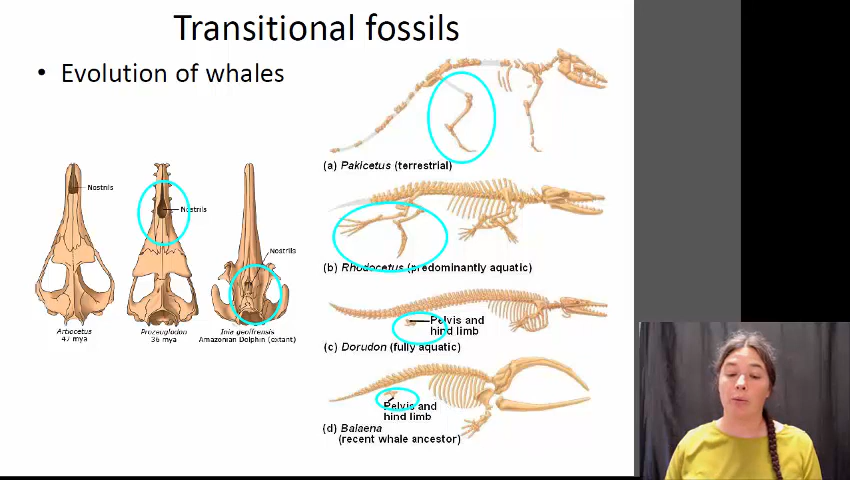 Transitional fossils
• Evolution of whales
(a) Pakicetus (terrestrial)
Nostrils
Nostrils
Nostrils
Artiocetus
47 mya
Prozeuglodon
36 mya
Inia geoffrensis
Amazonian Dolphin (extant)
(b) Rhodocetus (predominantly aquatic)
Pelvis and
hind limb
(c) Dorudon (fully aquatic)
Pelvis and
hind limb
(d) Balaena
(recent whale ancestor)